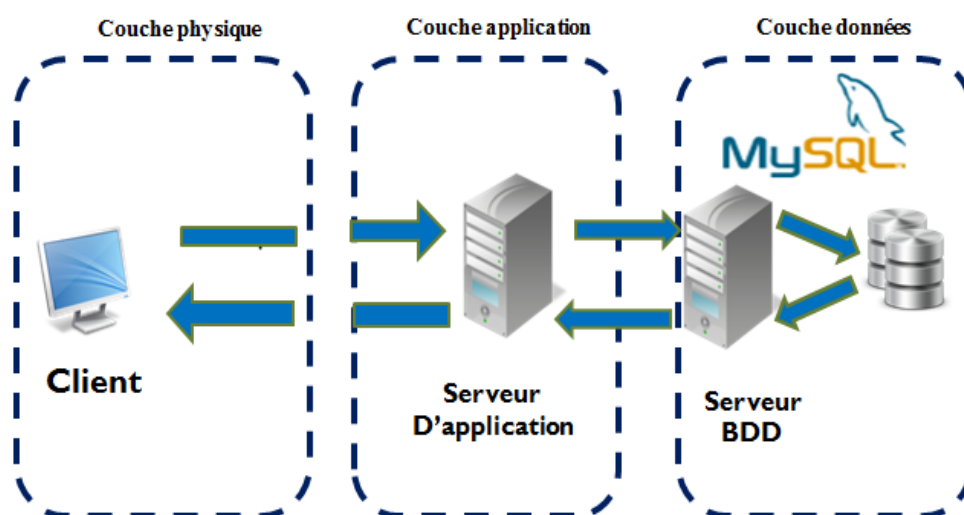 Couche physique
Couche application
Couche données
MySQL
Client
Serveur
D'application
Serveur
BDD